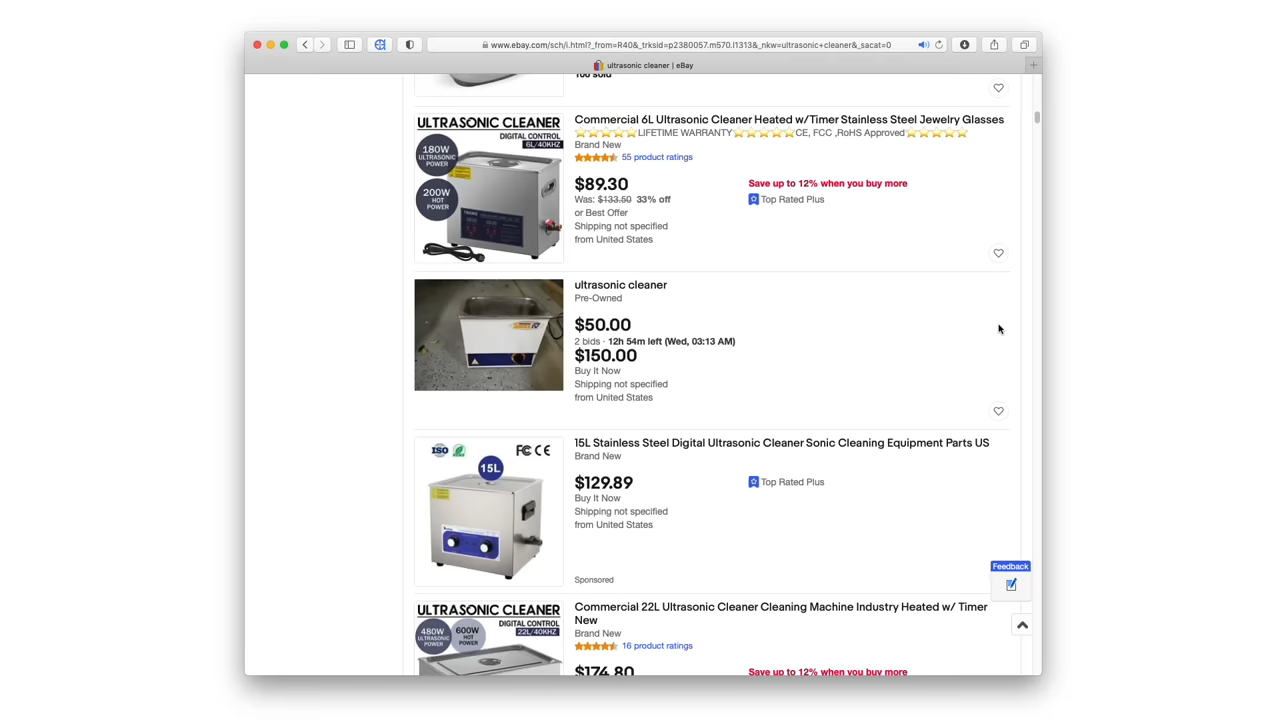 www.ebay.com/sch/i.html?_from=R40&_trksid=p2380057.m570.l1313&_nkw=ultrasonic+cleaner&_sacat=0
ultrasonic cleaner | eBay
100 sold
ULTRASONIC CLEANER
DIGITAL CONTROL
6L/40KHZ
180W
ULTRASONIC
POWER
200W
HOT
POWER
Commercial 6L Ultrasonic Cleaner Heated w/Timer Stainless Steel Jewelry Glasses
LIFETIME WARRANTY CE, FCC ,RoHS Approved
Brand New
55 product ratings
$89.30
Save up to 12% when you buy more
Was: $133.50 33% off
Top Rated Plus
or Best Offer
Shipping not specified
from United States
ultrasonic cleaner
Pre-Owned
$50.00
2 bids · 12h 54m left (Wed, 03:13 AM)
$150.00
Buy It Now
Shipping not specified
from United States
ISO
FC CE
15L
15L Stainless Steel Digital Ultrasonic Cleaner Sonic Cleaning Equipment Parts US
Brand New
$129.89
Top Rated Plus
Buy It Now
Shipping not specified
from United States
Sponsored
Feedback
ULTRASONIC CLEANER
DIGITAL CONTROL
22L/40KHZ
480W
ULTRASONIC
POWER
600W
HOT
POWER
Commercial 22L Ultrasonic Cleaner Cleaning Machine Industry Heated w/ Timer
New
Brand New
16 product ratings
$174.80
Save up to 12% when you buy more